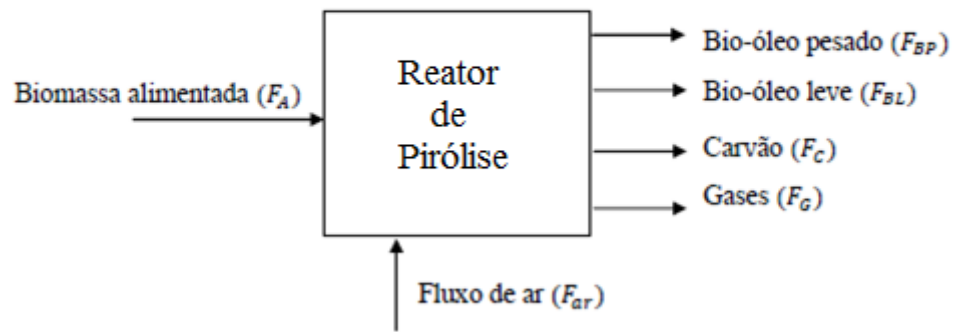 Biomassa alimentada (F_A)
Reator
de
Pirólise
Bio-óleo pesado (F_BP)
Bio-óleo leve (F_BL)
Carvão (F_C)
Gases (F_G)
Fluxo de ar (F_ar)